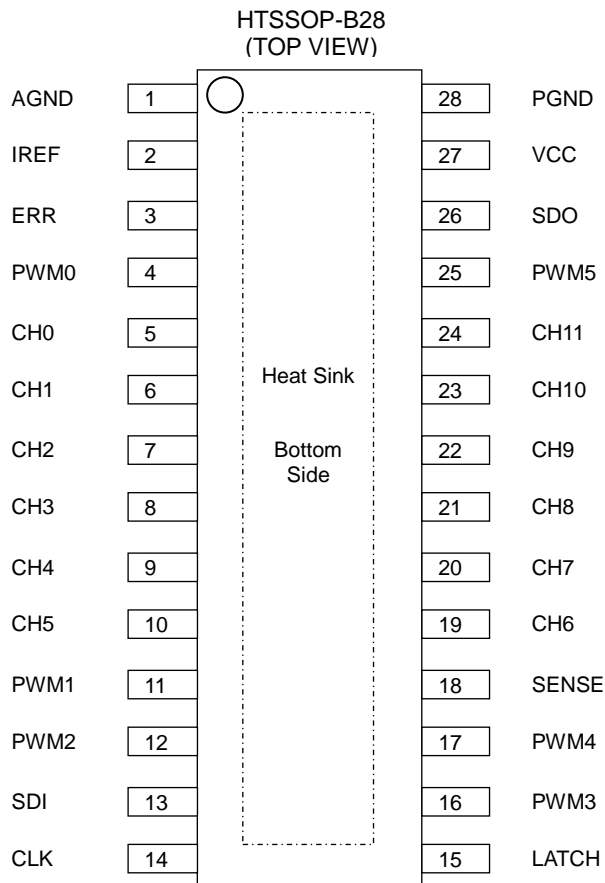 HTSSOP-B28
(TOP VIEW)
AGND 1 28 PGND
IREF 2 27 VCC
ERR 3 26 SDO
PWM0 4 25 PWM5
CH0 5 24 CH11
CH1 6 Heat Sink 23 CH10
CH2 7 Bottom 22 CH9
Side
CH3 8 21 CH8
CH4 9 20 CH7
CH5 10 19 CH6
PWM1 11 18 SENSE
PWM2 12 17 PWM4
SDI 13 16 PWM3
CLK 14 15 LATCH